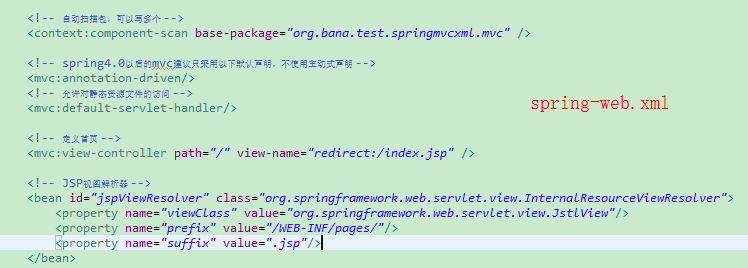 <!-- 自动扫描包，可以写多个 -->
<context:component-scan base-package="org.bana.test.springmvcxml.mvc" />
<!-- spring4.0以后的mvc建议只采用以下默认声明，不使用主动式声明 -->
<mvc:annotation-driven/>
<!-- 允许对静态资源文件的访问 -->
<mvc:default-servlet-handler/>
spring-web.xml
<!-- 定义首页 -->
<mvc:view-controller path="/" view-name="redirect:/index.jsp" />
<!-- JSP视图解析器 -->
<bean id="jspViewResolver" class="org.springframework.web.servlet.view.InternalResourceViewResolver">
<property name="viewClass" value="org.springframework.web.servlet.view.JstlView"/>
<property name="prefix" value="/WEB-INF/pages/"/>
<property name="suffix" value=".jsp"/>
</bean>